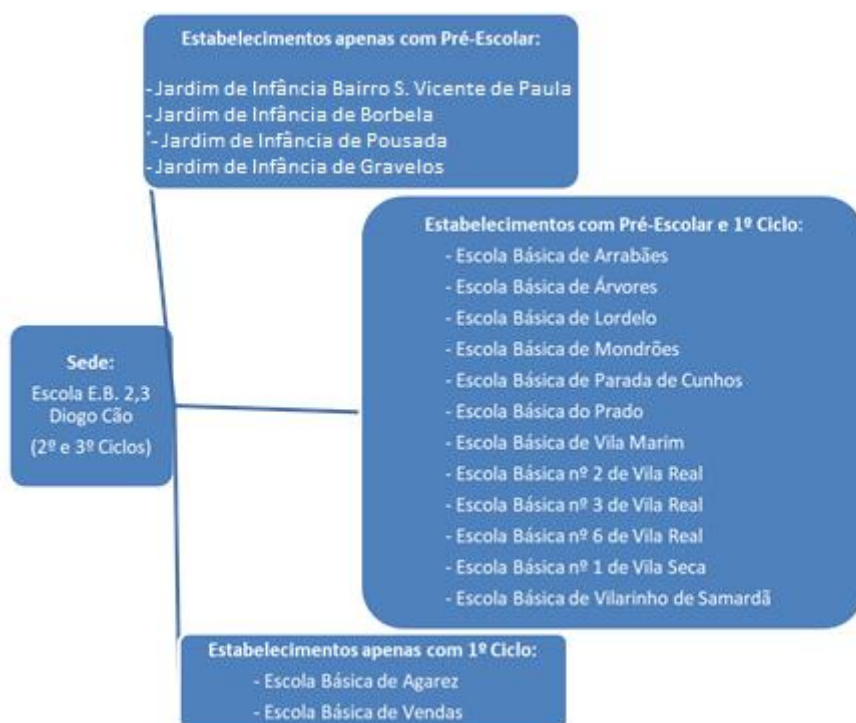 Estabelecimentos apenas com Pré-Escolar:
- Jardim de Infância Bairro S. Vicente de Paula
- Jardim de Infância de Borbela
- Jardim de Infância de Pousada
- Jardim de Infância de Gravelos
Estabelecimentos com Pré-Escolar e 1º Ciclo:
- Escola Básica de Arrabães
- Escola Básica de Árvores
- Escola Básica de Lordelo
- Escola Básica de Mondrões
- Escola Básica de Parada de Cunhos
- Escola Básica do Prado
- Escola Básica de Vila Marim
- Escola Básica nº 2 de Vila Real
- Escola Básica nº 3 de Vila Real
- Escola Básica nº 6 de Vila Real
- Escola Básica nº 1 de Vila Seca
- Escola Básica de Vilarinho de Samardã
Sede:
Escola E.B. 2,3
Diogo Cão
(2º e 3º Ciclos)
Estabelecimentos apenas com 1º Ciclo:
- Escola Básica de Agarez
- Escola Básica de Vendas